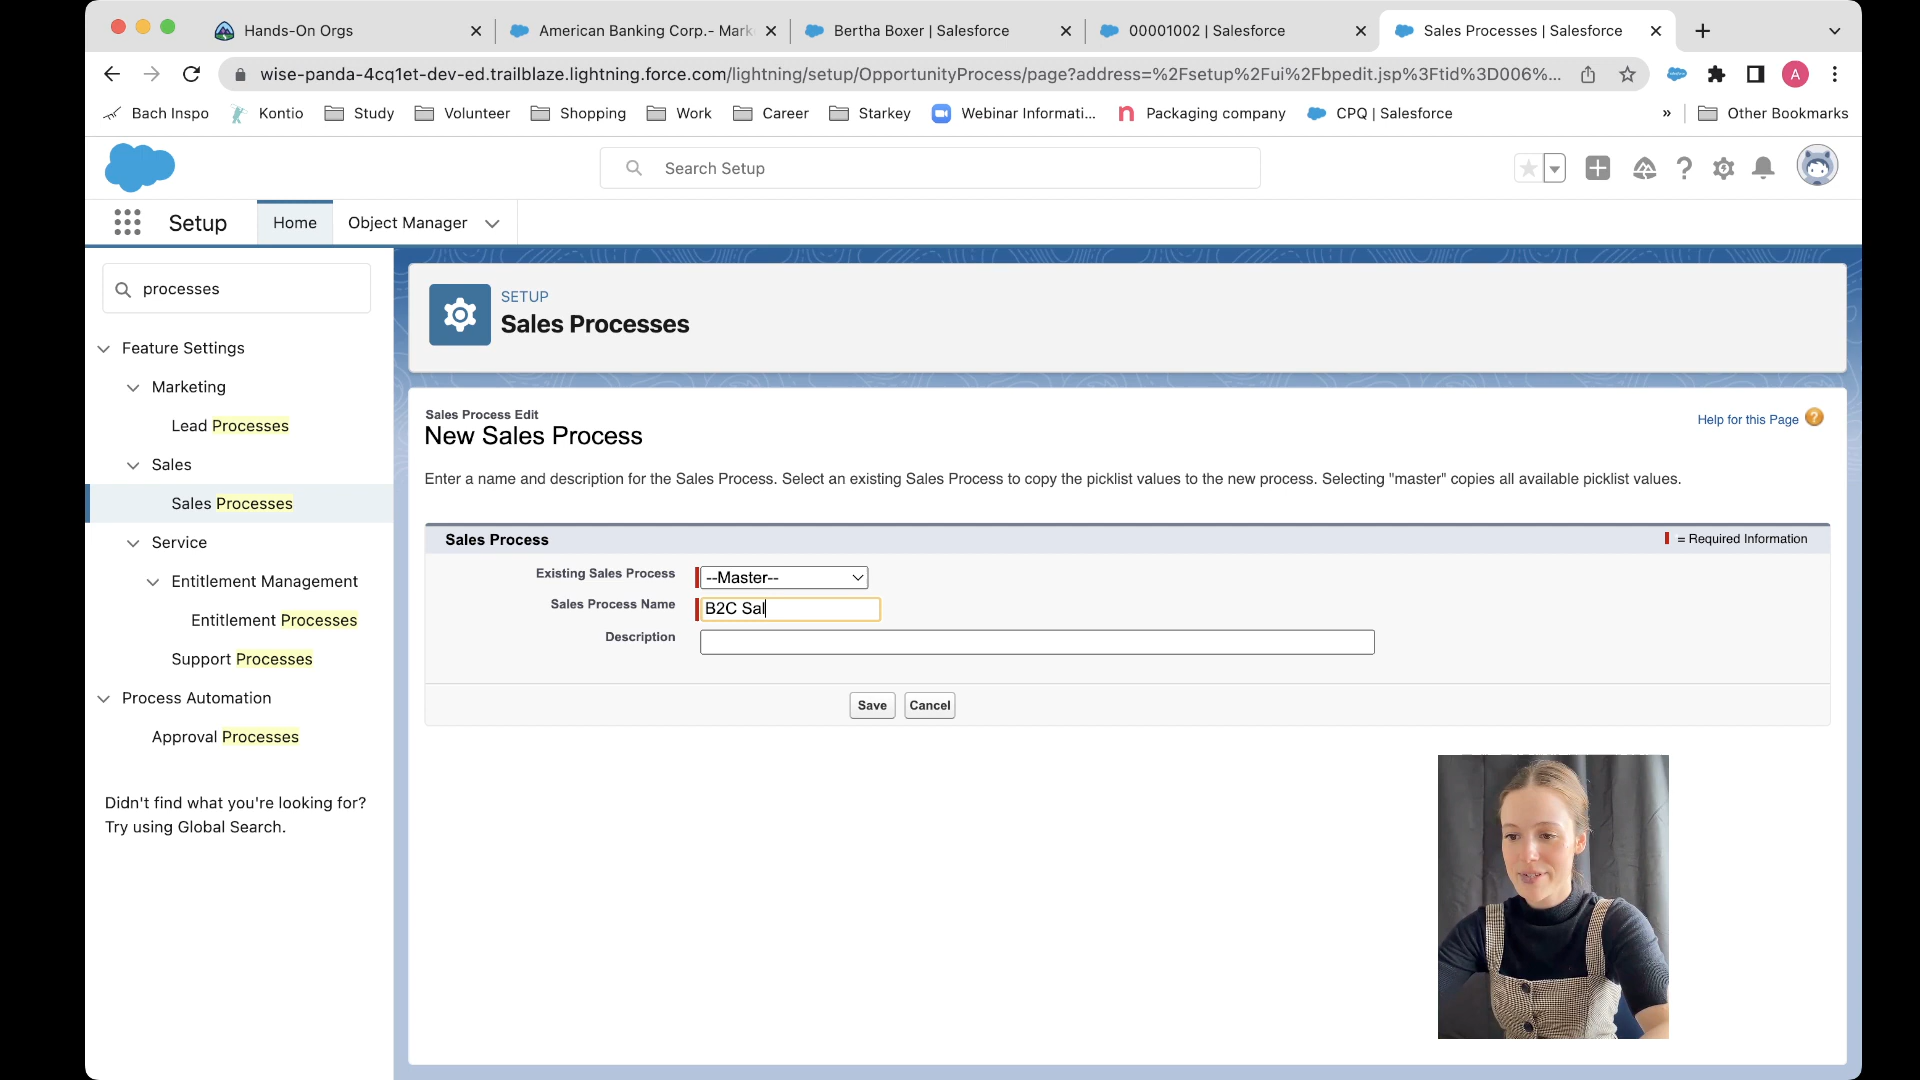 Hands-On Orgs
American Banking Corp.- Mark
Bertha Boxer | Salesforce
00001002 | Salesforce
Sales Processes | Salesforce
wise-panda-4cq1et-dev-ed.trailblaze.lightning.force.com/lightning/setup/OpportunityProcess/page?address=%2Fsetup%2Fui%2Fbpedit.jsp%3Ftid%3D006%...
A
Bach Inspo
Kontio
Study
Volunteer
Shopping
Work
Career
Starkey
Webinar Informati...
Packaging company
CPQ | Salesforce
»
Other Bookmarks
Search Setup
Setup
Home
Object Manager
processes
Feature Settings
Marketing
Lead Processes
Sales
Sales Processes
Service
Entitlement Management
Entitlement Processes
Support Processes
Process Automation
Approval Processes
Didn't find what you're looking for?
Try using Global Search.
SETUP
Sales Processes
Sales Process Edit
New Sales Process
Help for this Page ?
Enter a name and description for the Sales Process. Select an existing Sales Process to copy the picklist values to the new process. Selecting "master" copies all available picklist values.
Sales Process
= Required Information
Existing Sales Process
--Master--
Sales Process Name
B2C Sal
Description
Save
Cancel